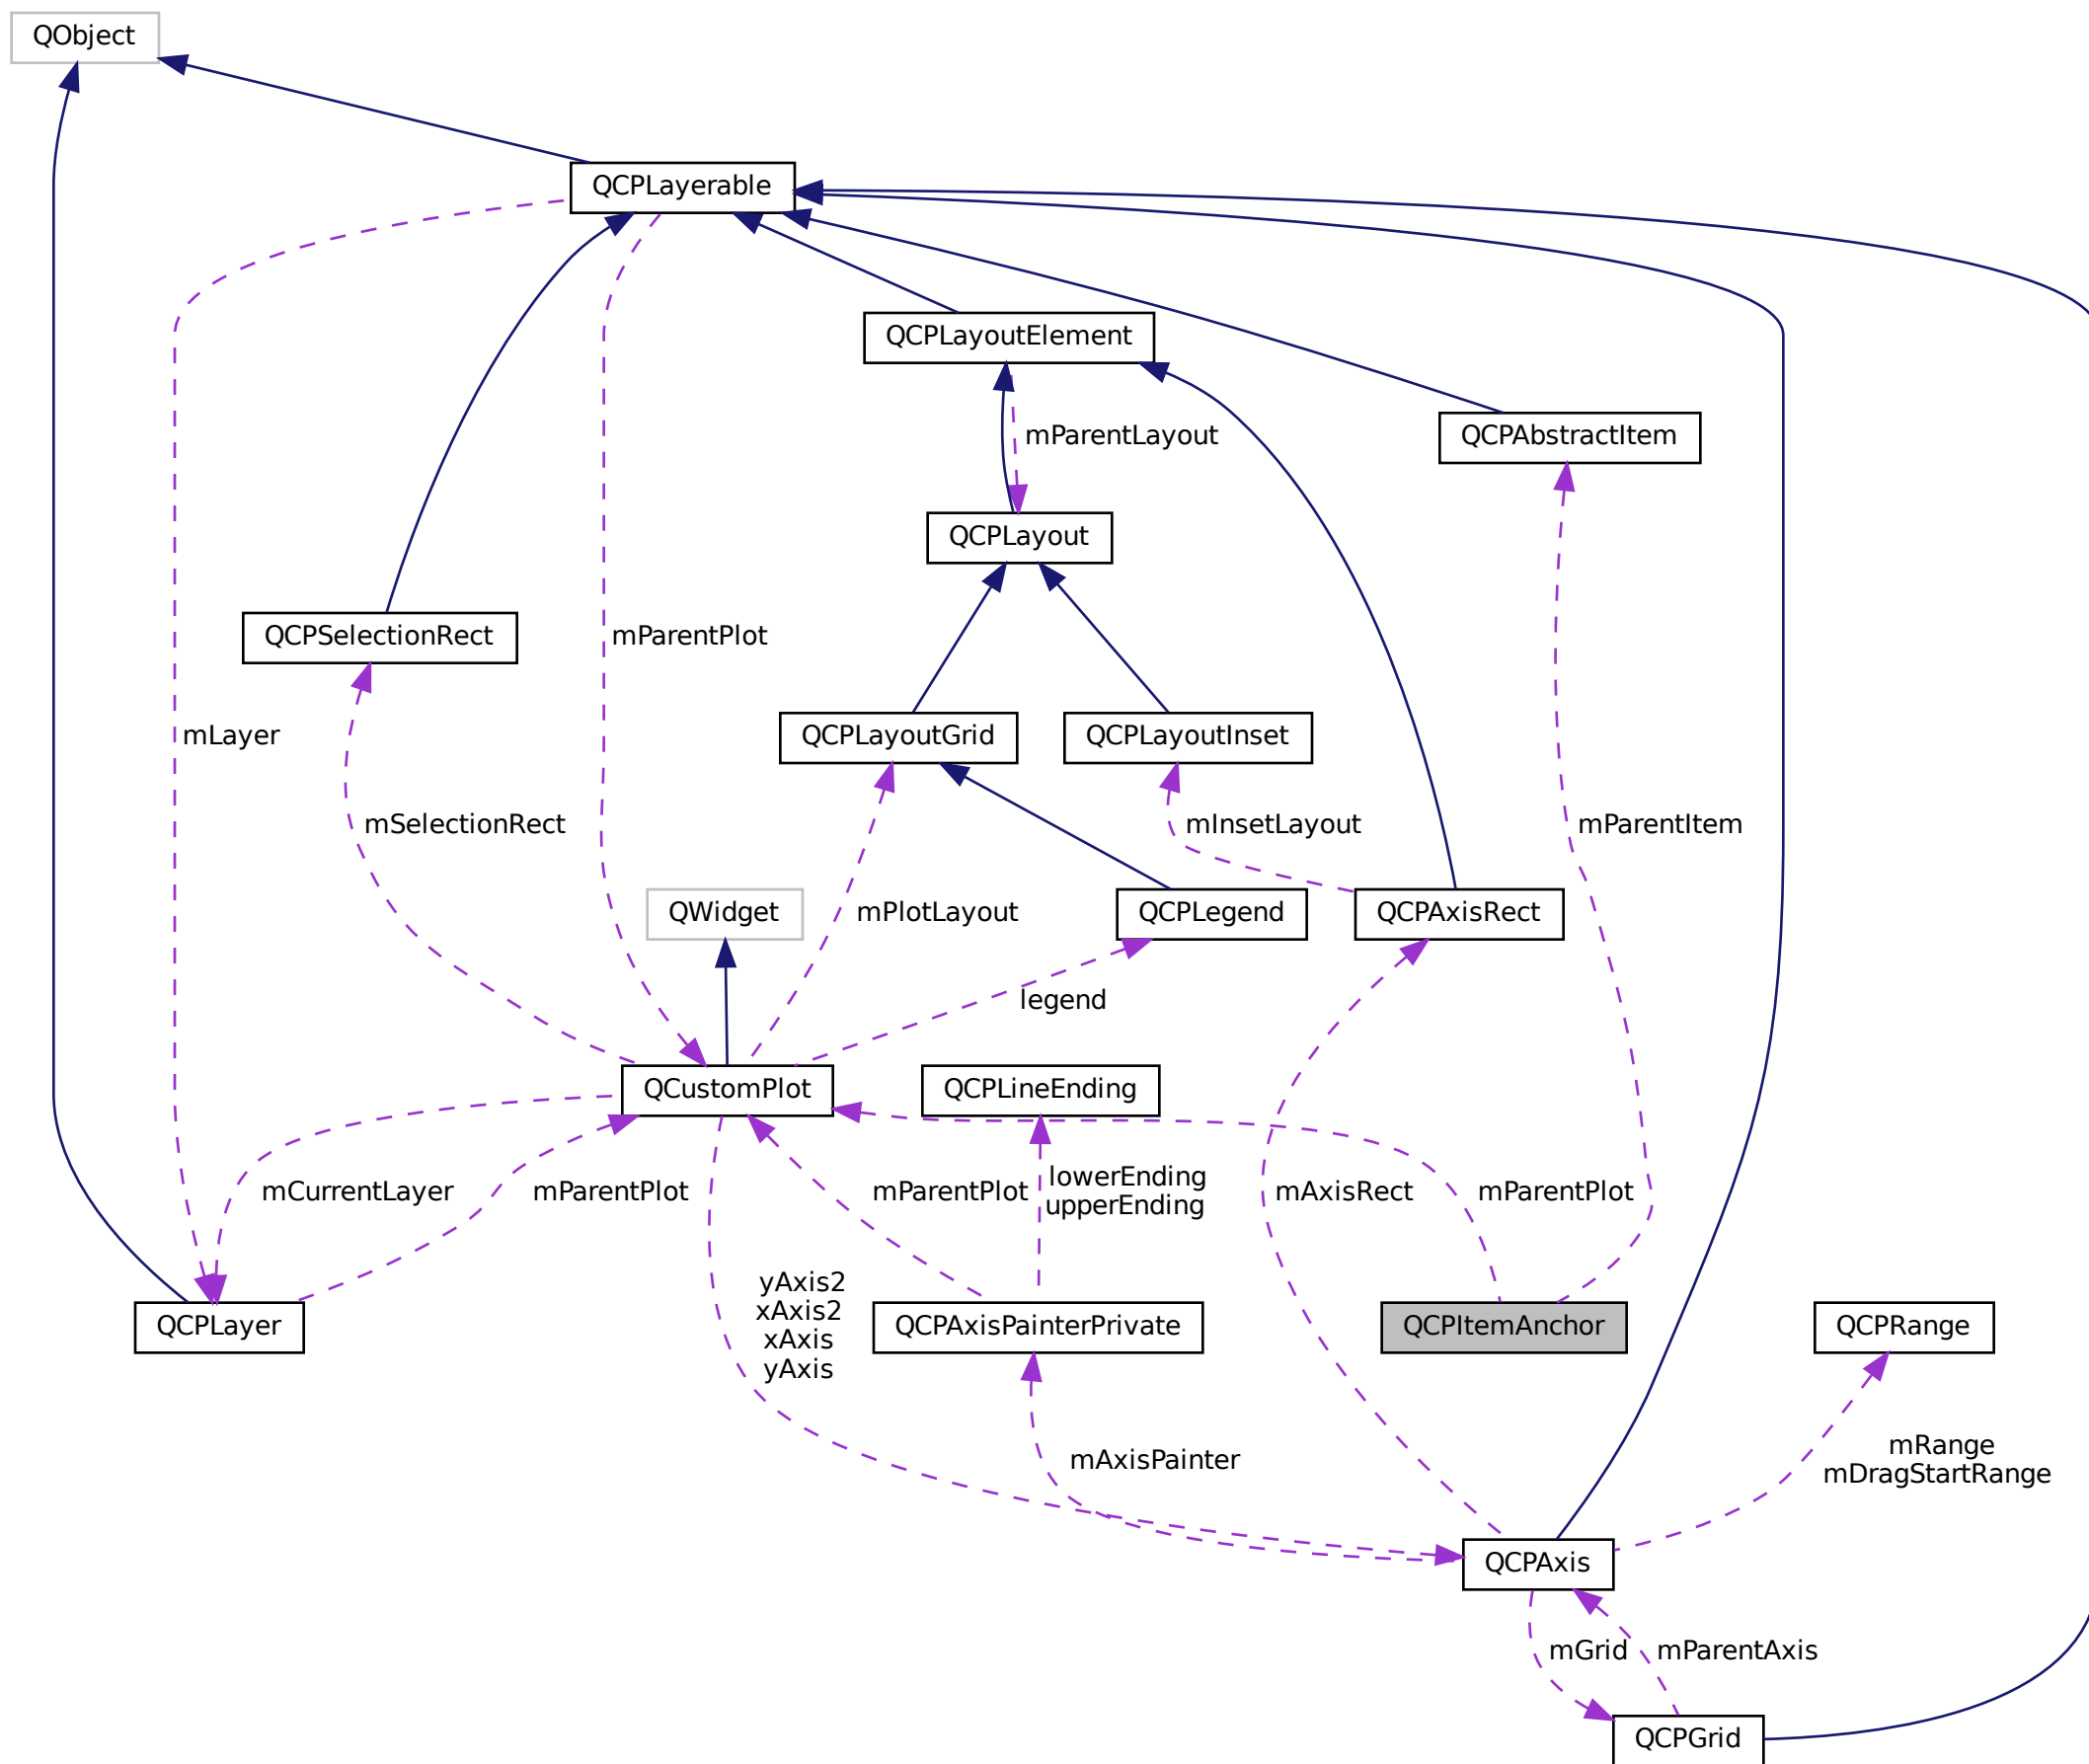 QObject
QCPLayerable
QCPLayoutElement
QCPAbstractItem
mParentLayout
QCPLayout
QCPSelectionRect
mParentPlot
mLayer
QCPLayoutGrid
QCPLayoutInset
mSelectionRect
mInsetLayout
mParentItem
QWidget
mPlotLayout
QCPLegend
QCPAxisRect
legend
QCustomPlot
QCPLineEnding
mCurrentLayer
mParentPlot
mParentPlot
lowerEnding
upperEnding
mAxisRect
mParentPlot
yAxis2
xAxis2
xAxis
yAxis
QCPLayer
QCPAxisPainterPrivate
QCPItemAnchor
QCPRange
mAxisPainter
mRange
mDragStartRange
QCPAxis
mGrid
mParentAxis
QCPGrid